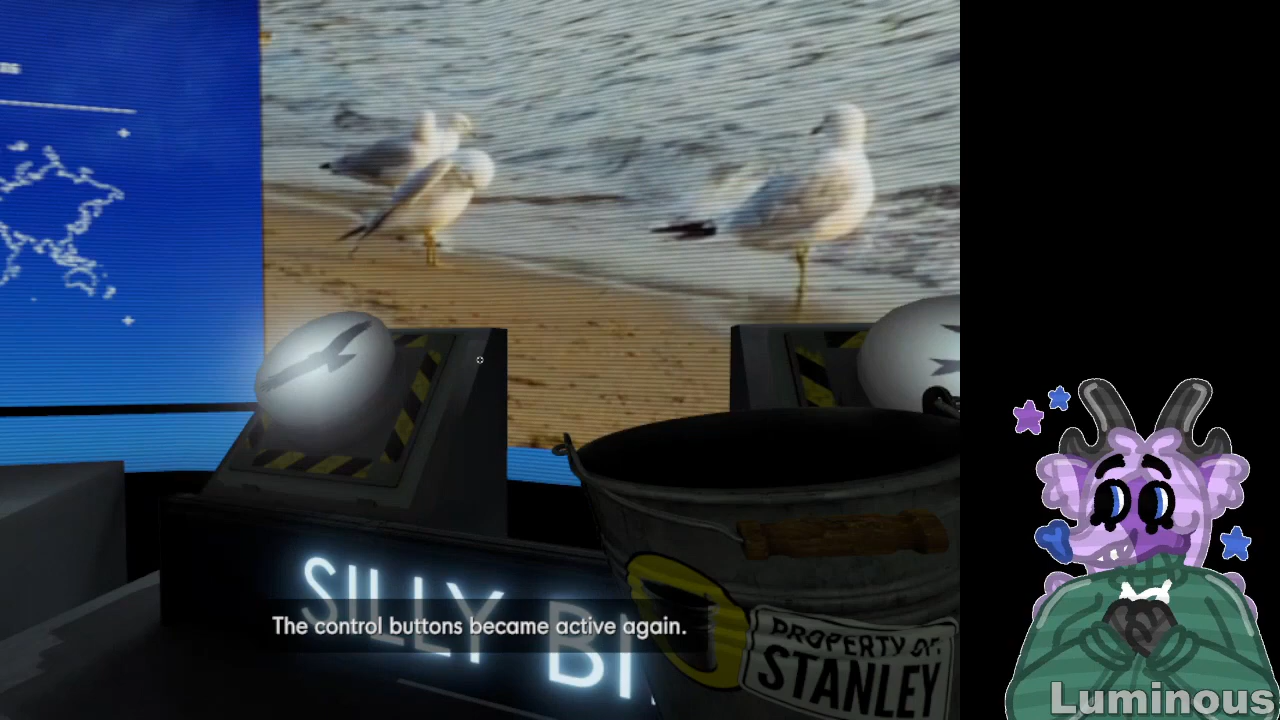 SILLY BI
The control buttons became active again.
PROPERTY OF:
STANLEY
Luminous